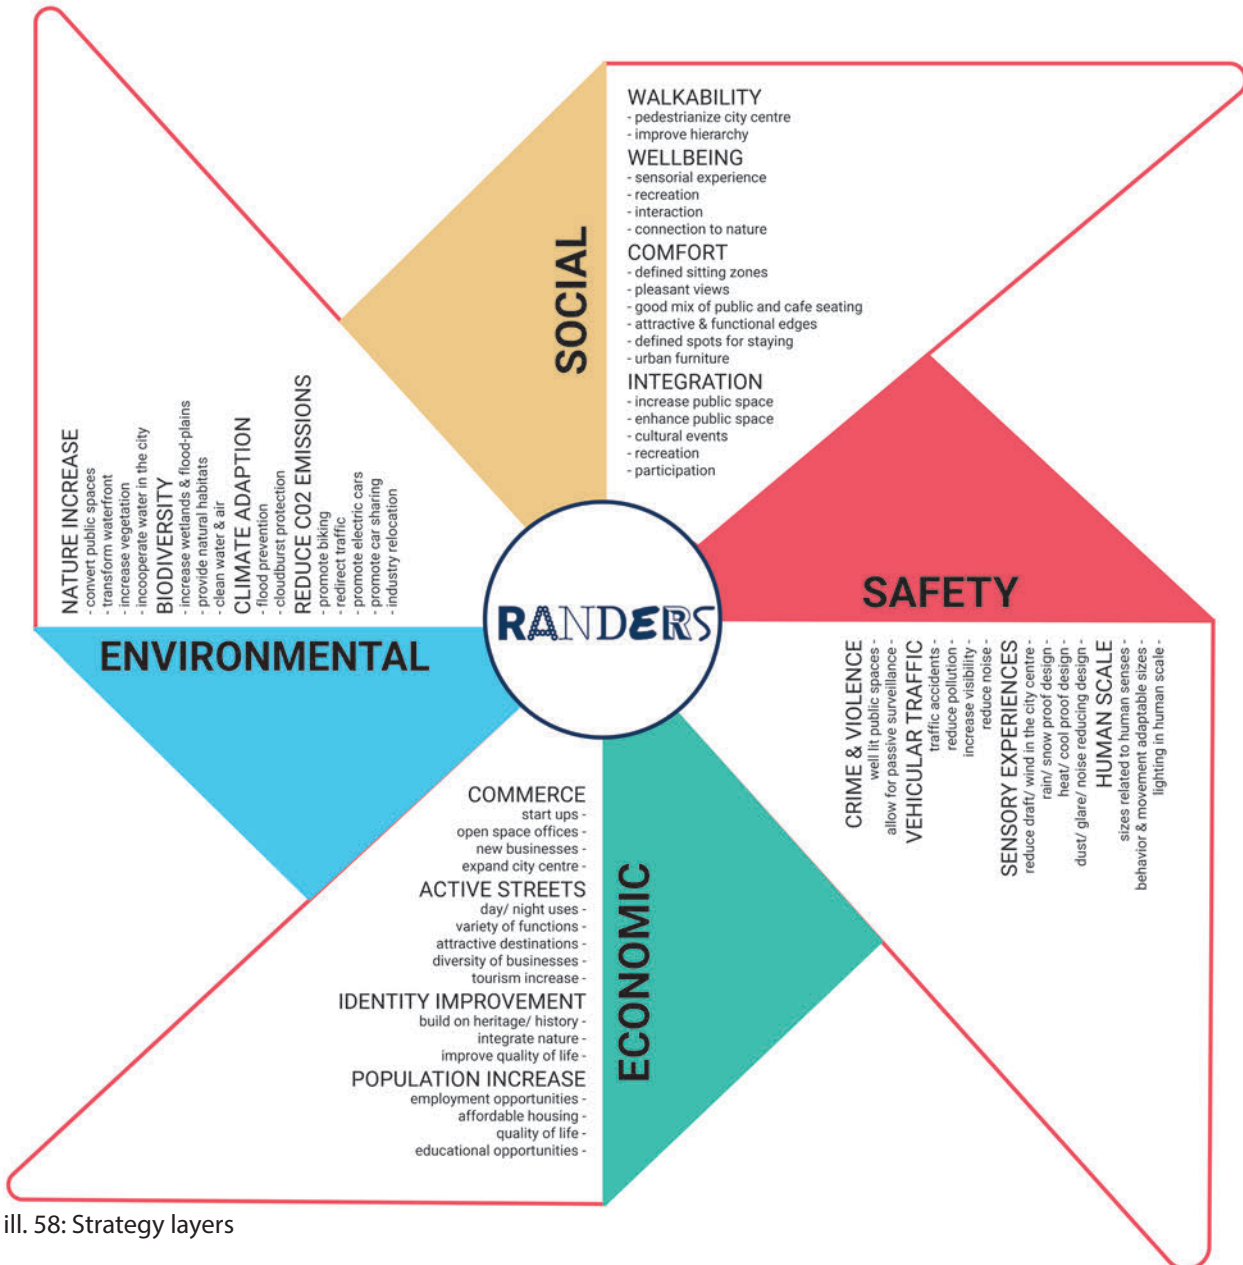 SOCIAL
WALKABILITY
- pedestrianize city centre
- improve hierarchy
WELLBEING
- sensorial experience
- recreation
- interaction
- connection to nature
COMFORT
- defined sitting zones
- pleasant views
- good mix of public and cafe seating
- attractive & functional edges
- defined spots for staying
- urban furniture
INTEGRATION
- increase public space
- enhance public space
- cultural events
- recreation
- participation
SAFETY
CRIME & VIOLENCE
well lit public spaces -
allow for passive surveillance -
VEHICULAR TRAFFIC
traffic accidents -
reduce pollution -
increase visibility -
reduce noise -
SENSORY EXPERIENCES
reduce draft/ wind in the city centre -
rain/ snow proof design -
heat/ cool proof design -
dust/ glare/ noise reducing design -
HUMAN SCALE
sizes related to human senses -
behavior & movement adaptable sizes -
lighting in human scale -
RANDERS
ENVIRONMENTAL
NATURE INCREASE
- convert public spaces
- transform waterfront
- increase vegetation
- incooperate water in the city
BIODIVERSITY
- increase wetlands & flood-plains
- provide natural habitats
- clean water & air
CLIMATE ADAPTION
- flood prevention
- cloudburst protection
REDUCE C02 EMISSIONS
- promote biking
- redirect traffic
- promote electric cars
- promote car sharing
- industry relocation
ECONOMIC
COMMERCE
start ups -
open space offices -
new businesses -
expand city centre -
ACTIVE STREETS
day/ night uses -
variety of functions -
attractive destinations -
diversity of businesses -
tourism increase -
IDENTITY IMPROVEMENT
build on heritage/ history -
integrate nature -
improve quality of life -
POPULATION INCREASE
employment opportunities -
affordable housing -
quality of life -
educational opportunities -
ill. 58: Strategy layers